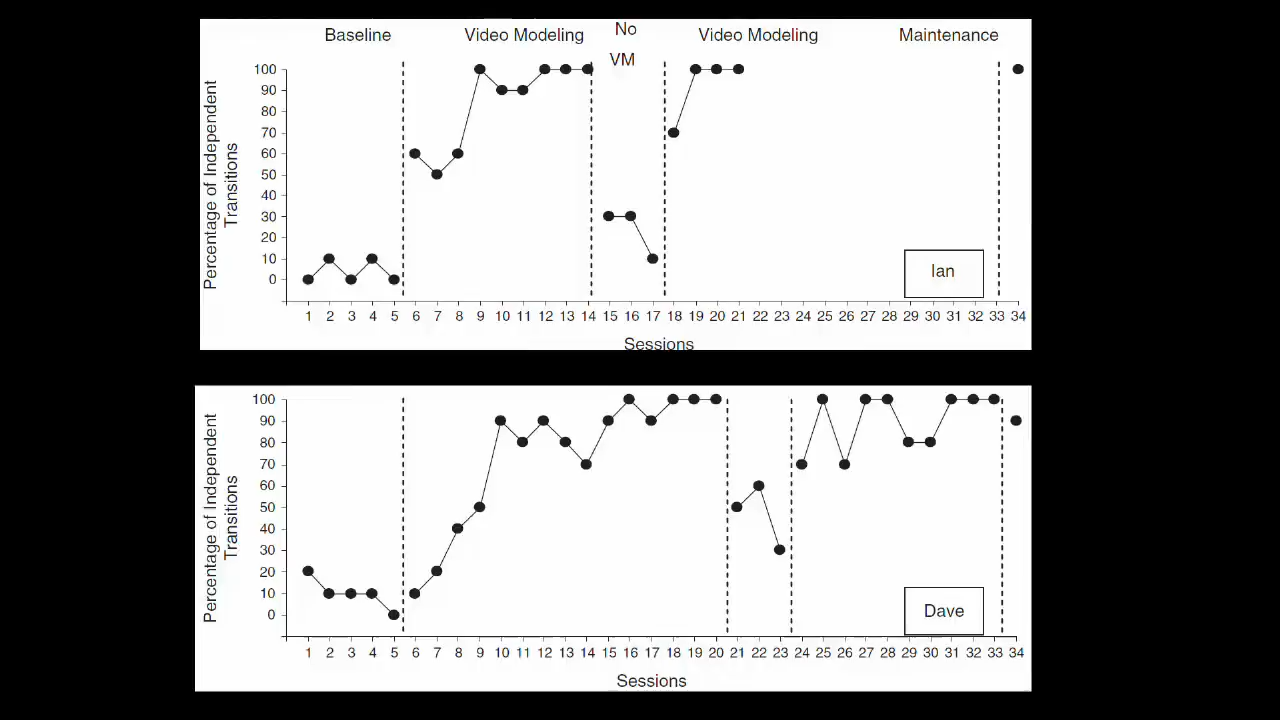 Baseline Video Modeling No Video Modeling Maintenance
VM
100
90
80
70
60
50
40
30
20
10
0
Percentage of Independent
Transitions
Ian
1 2 3 4 5 6 7 8 9 10 11 12 13 14 15 16 17 18 19 20 21 22 23 24 25 26 27 28 29 30 31 32 33 34
Sessions
100
90
80
70
60
50
40
30
20
10
0
Percentage of Independent
Transitions
Dave
1 2 3 4 5 6 7 8 9 10 11 12 13 14 15 16 17 18 19 20 21 22 23 24 25 26 27 28 29 30 31 32 33 34
Sessions